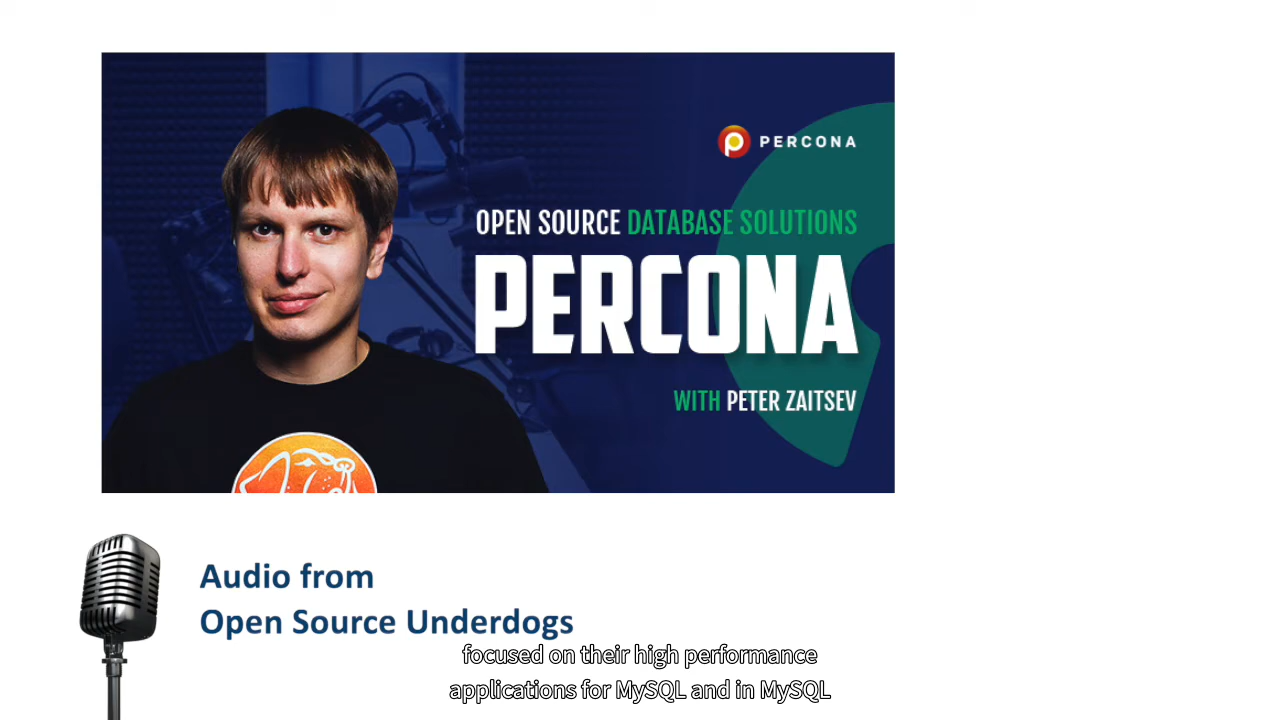 PERCONA
OPEN SOURCE DATABASE SOLUTIONS
PERCONA
WITH PETER ZAITSEV
Audio from
Open Source Underdogs
focused on their high performance
applications for MySQL and in MySQL